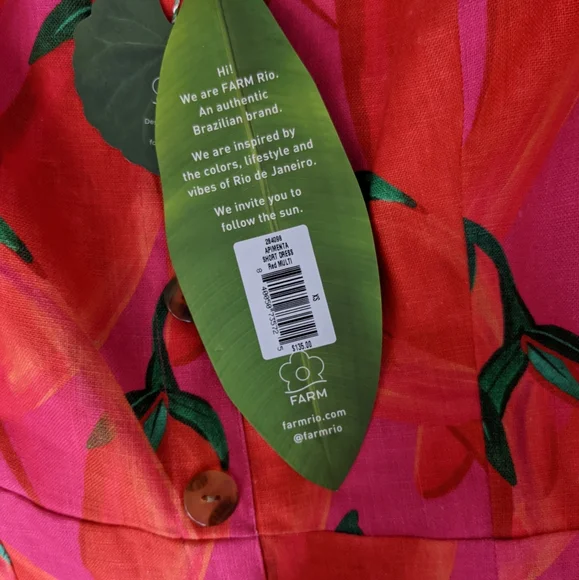 Hi!
We are FARM Rio.
An authentic
Brazilian brand.
We are inspired by
the colors, lifestyle and
vibes of Rio de Janeiro.
We invite you to
follow the sun.
APIMENTA
SHORT DRESS
Red MULTI
XS
$135.00
FARM
farmrio.com
@farmrio